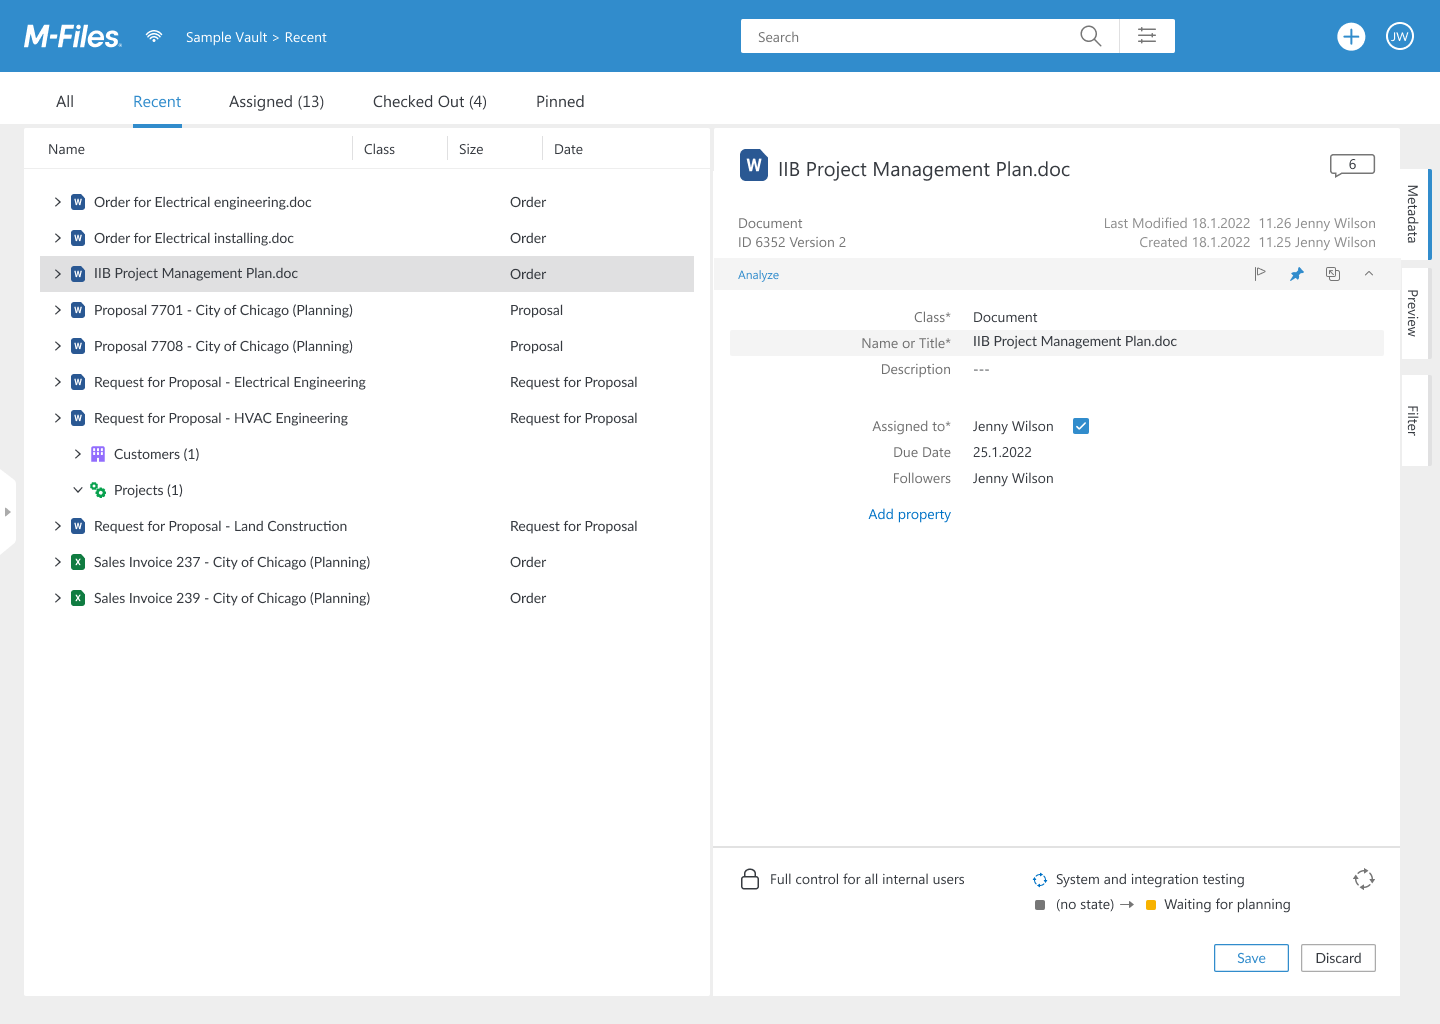 M-Files
Sample Vault > Recent
Search
JW
All
Recent
Assigned (13)
Checked Out (4)
Pinned
Name
Class
Size
Date
Order for Electrical engineering.doc
Order
Order for Electrical installing.doc
Order
IIB Project Management Plan.doc
Order
Proposal 7701 - City of Chicago (Planning)
Proposal
Proposal 7708 - City of Chicago (Planning)
Proposal
Request for Proposal - Electrical Engineering
Request for Proposal
Request for Proposal - HVAC Engineering
Request for Proposal
Customers (1)
Projects (1)
Request for Proposal - Land Construction
Request for Proposal
Sales Invoice 237 - City of Chicago (Planning)
Order
Sales Invoice 239 - City of Chicago (Planning)
Order
W
IIB Project Management Plan.doc
6
Document
Last Modified 18.1.2022 11.26 Jenny Wilson
ID 6352 Version 2
Created 18.1.2022 11.25 Jenny Wilson
Analyze
Class*
Document
Name or Title*
IIB Project Management Plan.doc
Description
---
Assigned to*
Jenny Wilson
Due Date
25.1.2022
Followers
Jenny Wilson
Add property
Full control for all internal users
System and integration testing
(no state)
Waiting for planning
Save
Discard
Metadata
Preview
Filter